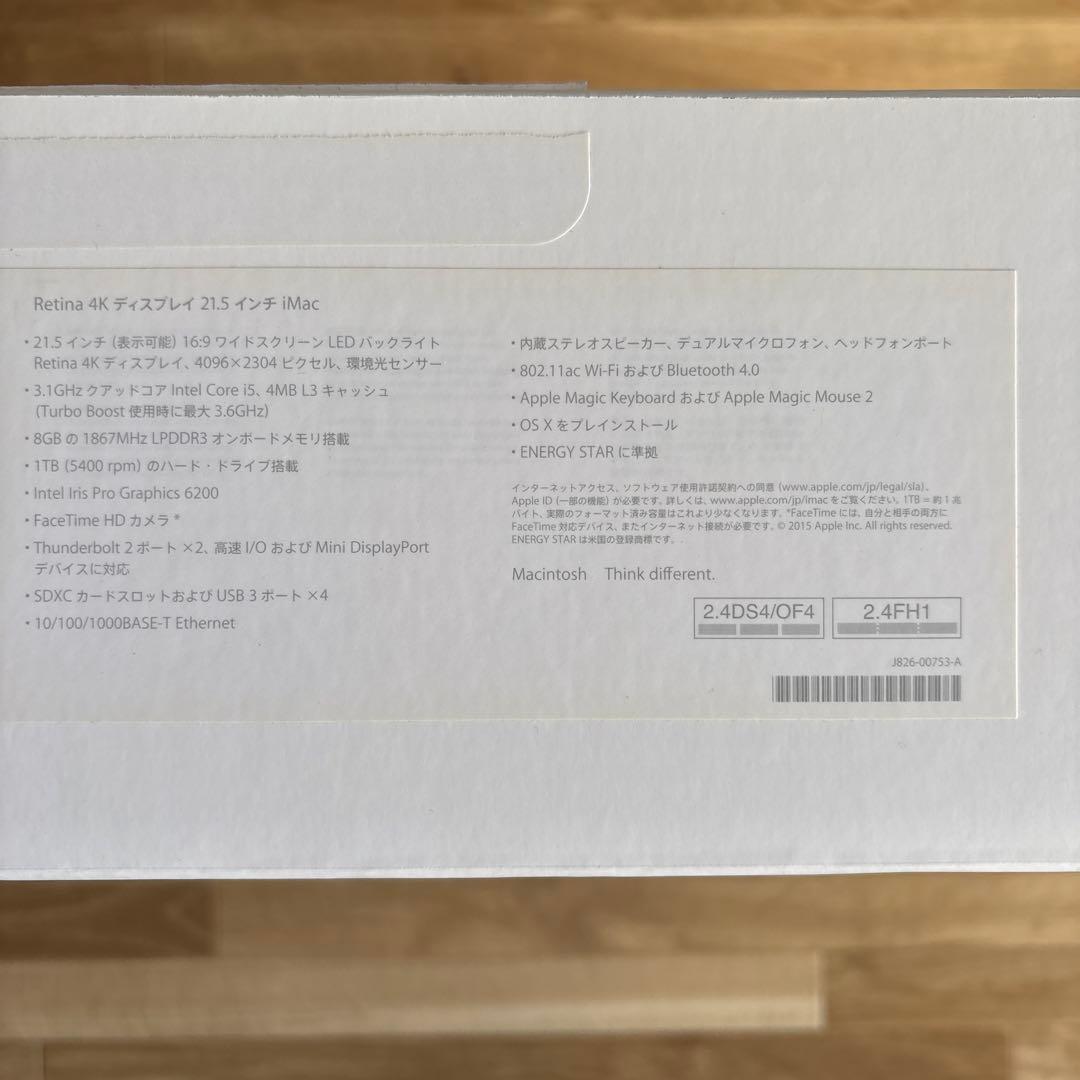 Retina 4K ディスプレイ 21.5 インチ iMac
・21.5 インチ (表示可能) 16:9 ワイドスクリーン LED バックライト
Retina 4K ディスプレイ、4096×2304 ピクセル、環境光センサー
・3.1GHz クアッドコア Intel Core i5、4MB L3 キャッシュ
(Turbo Boost 使用時に最大 3.6GHz)
・8GB の 1867MHz LPDDR3 オンボードメモリ搭載
・1TB (5400 rpm) のハード・ドライブ搭載
・Intel Iris Pro Graphics 6200
・FaceTime HD カメラ*
・Thunderbolt 2 ポート ×2、高速 I/O および Mini DisplayPort
デバイスに対応
・SDXC カードスロットおよび USB 3 ポート ×4
・10/100/1000BASE-T Ethernet
・内蔵ステレオスピーカー、デュアルマイクロフォン、ヘッドフォンポート
・802.11ac Wi-Fi および Bluetooth 4.0
・Apple Magic Keyboard および Apple Magic Mouse 2
・OS X をプレインストール
・ENERGY STAR に準拠
インターネットアクセス、ソフトウェア使用許諾契約への同意 (www.apple.com/jp/legal/sla)、
Apple ID (一部の機能) が必要です。詳しくは、www.apple.com/jp/imac をご覧ください。1TB = 約 1 兆
バイト、実際のフォーマット済み容量はこれより少なくなります。*FaceTime には、自分と相手の両方に
FaceTime 対応デバイス、またインターネット接続が必要です。© 2015 Apple Inc. All rights reserved.
ENERGY STAR は米国の登録商標です。
Macintosh Think different.
2.4DS4/OF4 2.4FH1
J826-00753-A